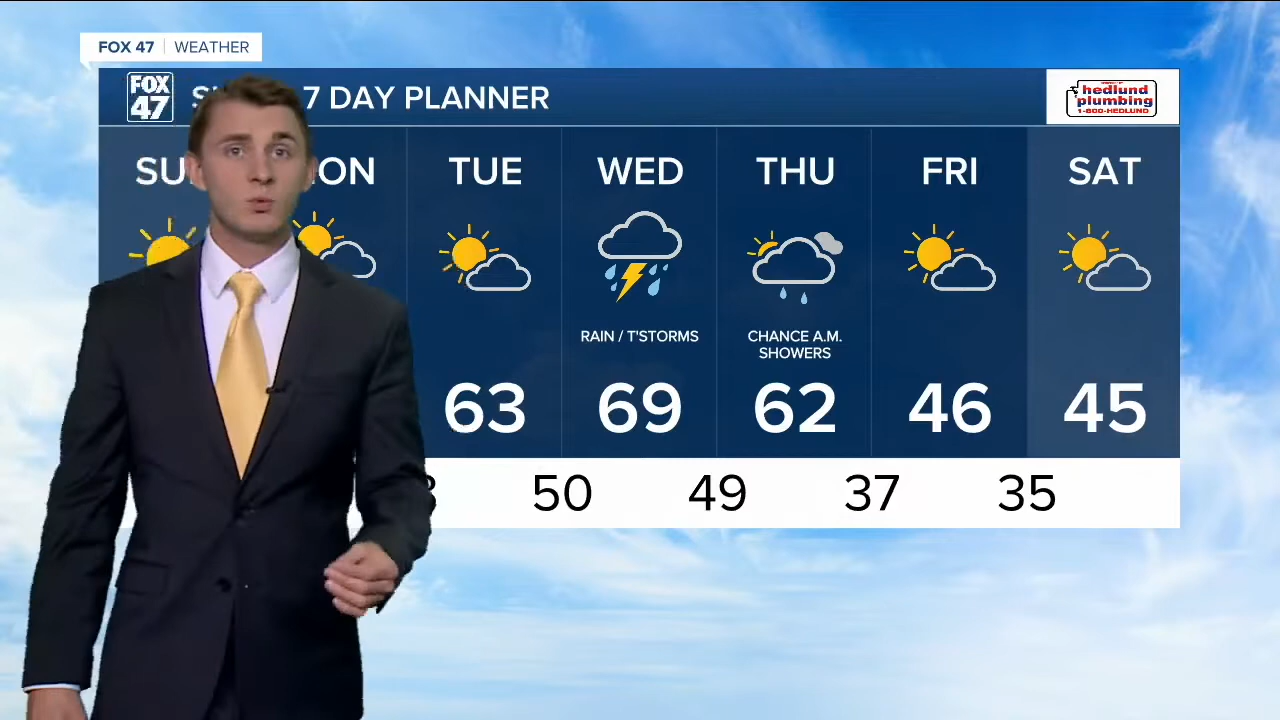 FOX 47 | WEATHER
FOX
47
7 DAY PLANNER
hedlund
plumbing
1-800-HEDLUND
TUE
WED
THU
FRI
SAT
RAIN / T'STORMS
CHANCE A.M.
SHOWERS
63
69
62
46
45
50
49
37
35